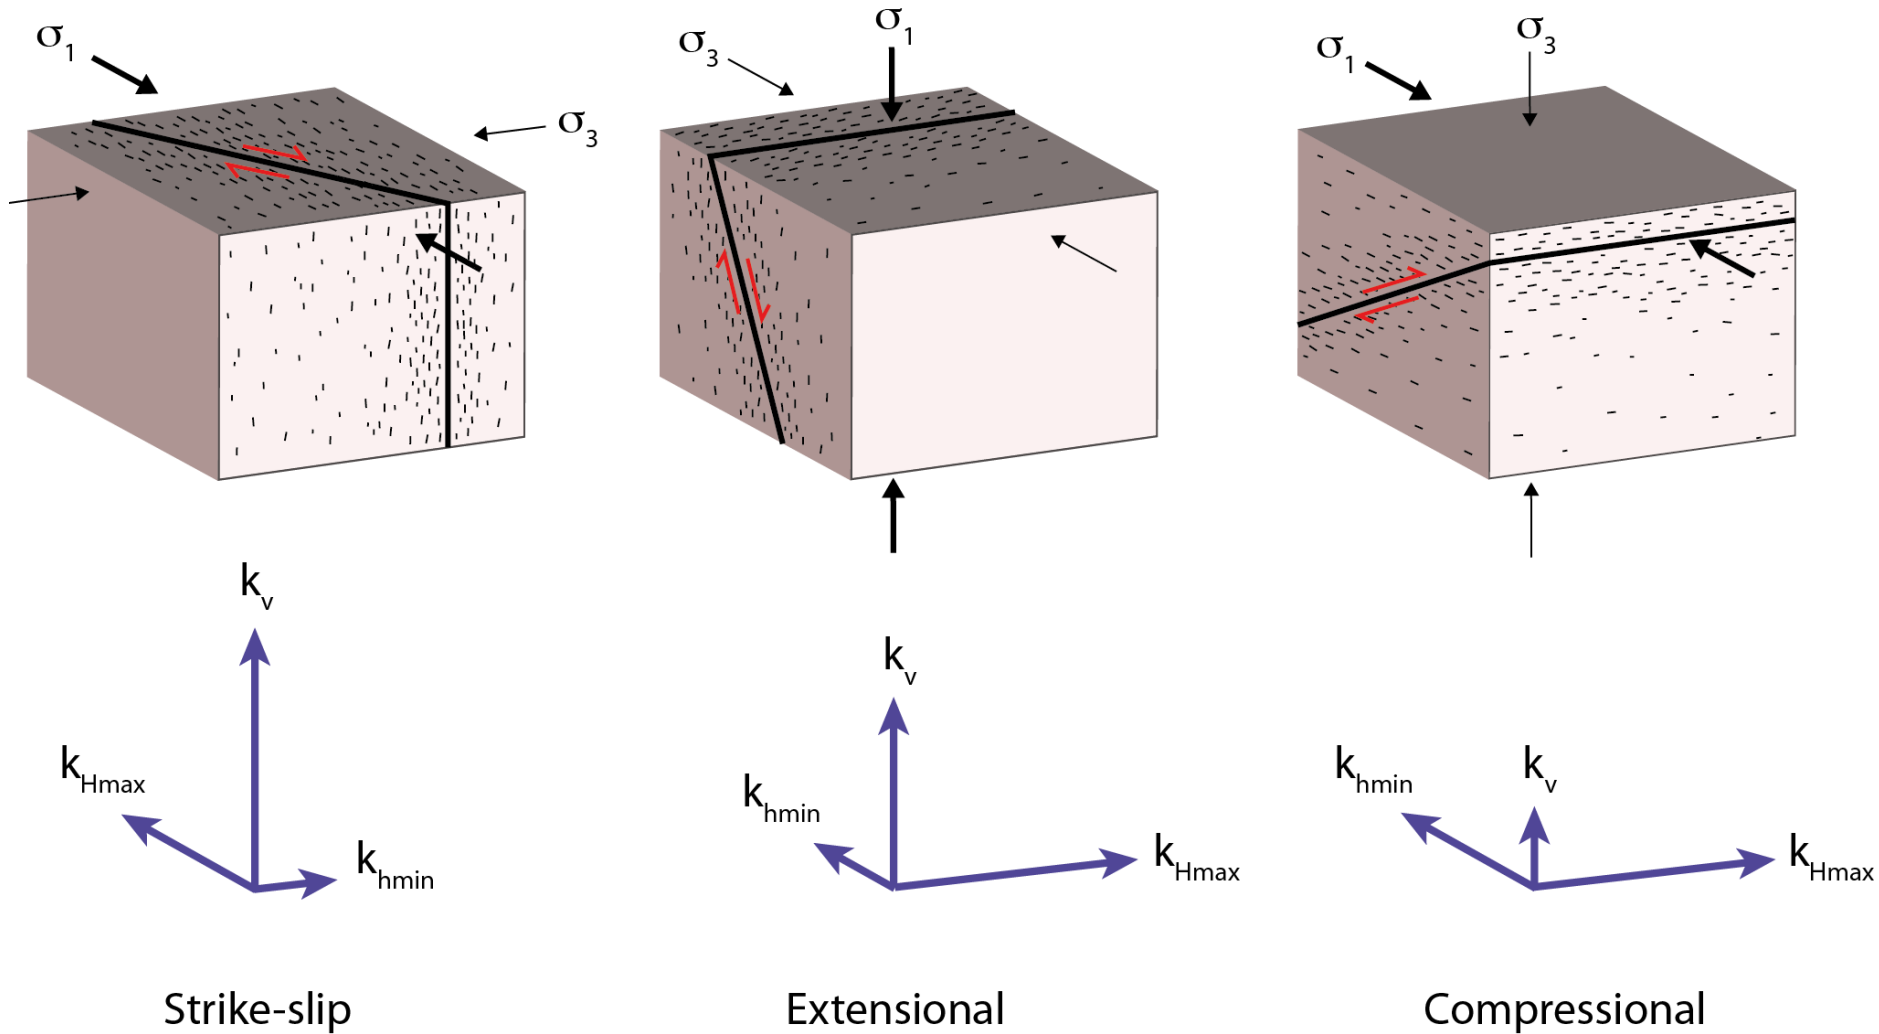 σ1
σ3
σ3
σ1
σ1
σ3
kv
kHmax
khmin
kv
khmin
kHmax
khmin
kv
kHmax
Strike-slip
Extensional
Compressional